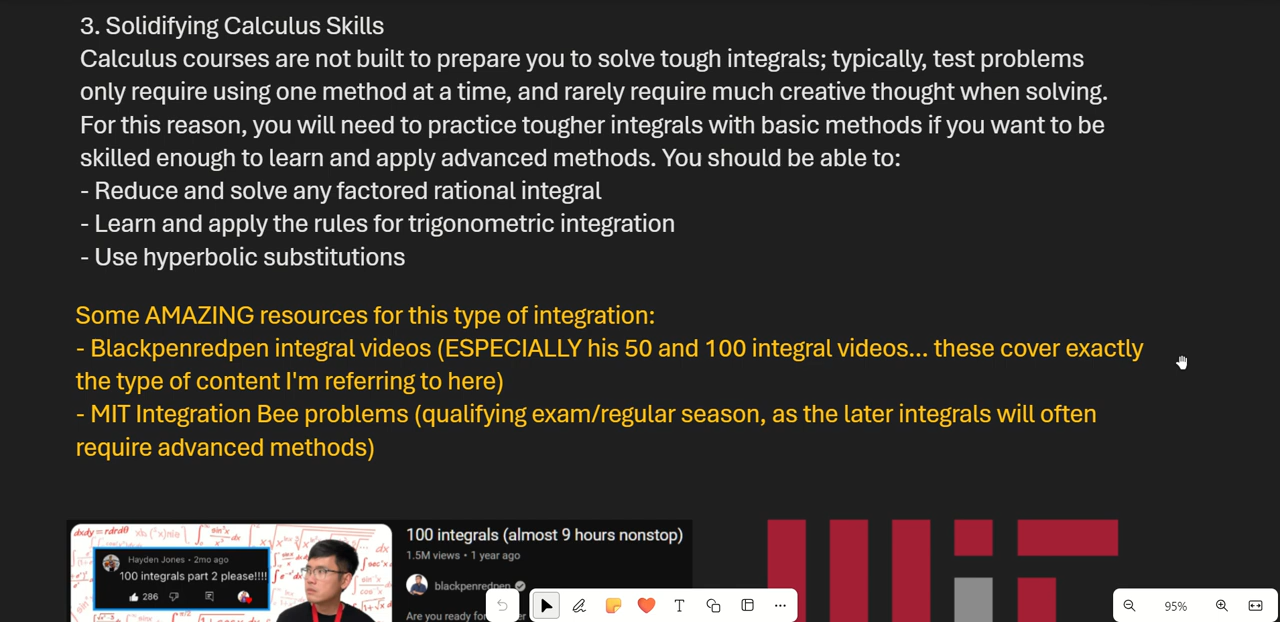 3. Solidifying Calculus Skills
Calculus courses are not built to prepare you to solve tough integrals; typically, test problems
only require using one method at a time, and rarely require much creative thought when solving.
For this reason, you will need to practice tougher integrals with basic methods if you want to be
skilled enough to learn and apply advanced methods. You should be able to:
- Reduce and solve any factored rational integral
- Learn and apply the rules for trigonometric integration
- Use hyperbolic substitutions
Some AMAZING resources for this type of integration:
- Blackpenredpen integral videos (ESPECIALLY his 50 and 100 integral videos... these cover exactly
the type of content I'm referring to here)
- MIT Integration Bee problems (qualifying exam/regular season, as the later integrals will often
require advanced methods)
dxdy = rdrdθ
Hayden Jones • 2mo ago
100 integrals part 2 please!!!!
286
100 integrals (almost 9 hours nonstop)
1.5M views • 1 year ago
blackpenredpen
Are you ready for
T
95%